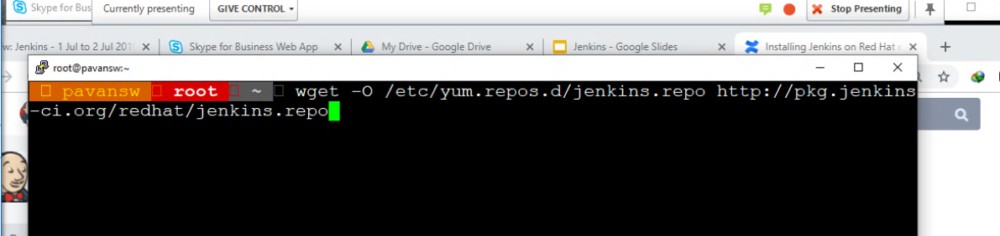 Skype for Bus
Currently presenting
GIVE CONTROL
Stop Presenting
w: Jenkins - 1 Jul to 2 Jul 201
Skype for Business Web App
My Drive - Google Drive
Jenkins - Google Slides
Installing Jenkins on Red Hat
root@pavansw:~
pavansw root ~ wget -O /etc/yum.repos.d/jenkins.repo http://pkg.jenkins
-ci.org/redhat/jenkins.repo